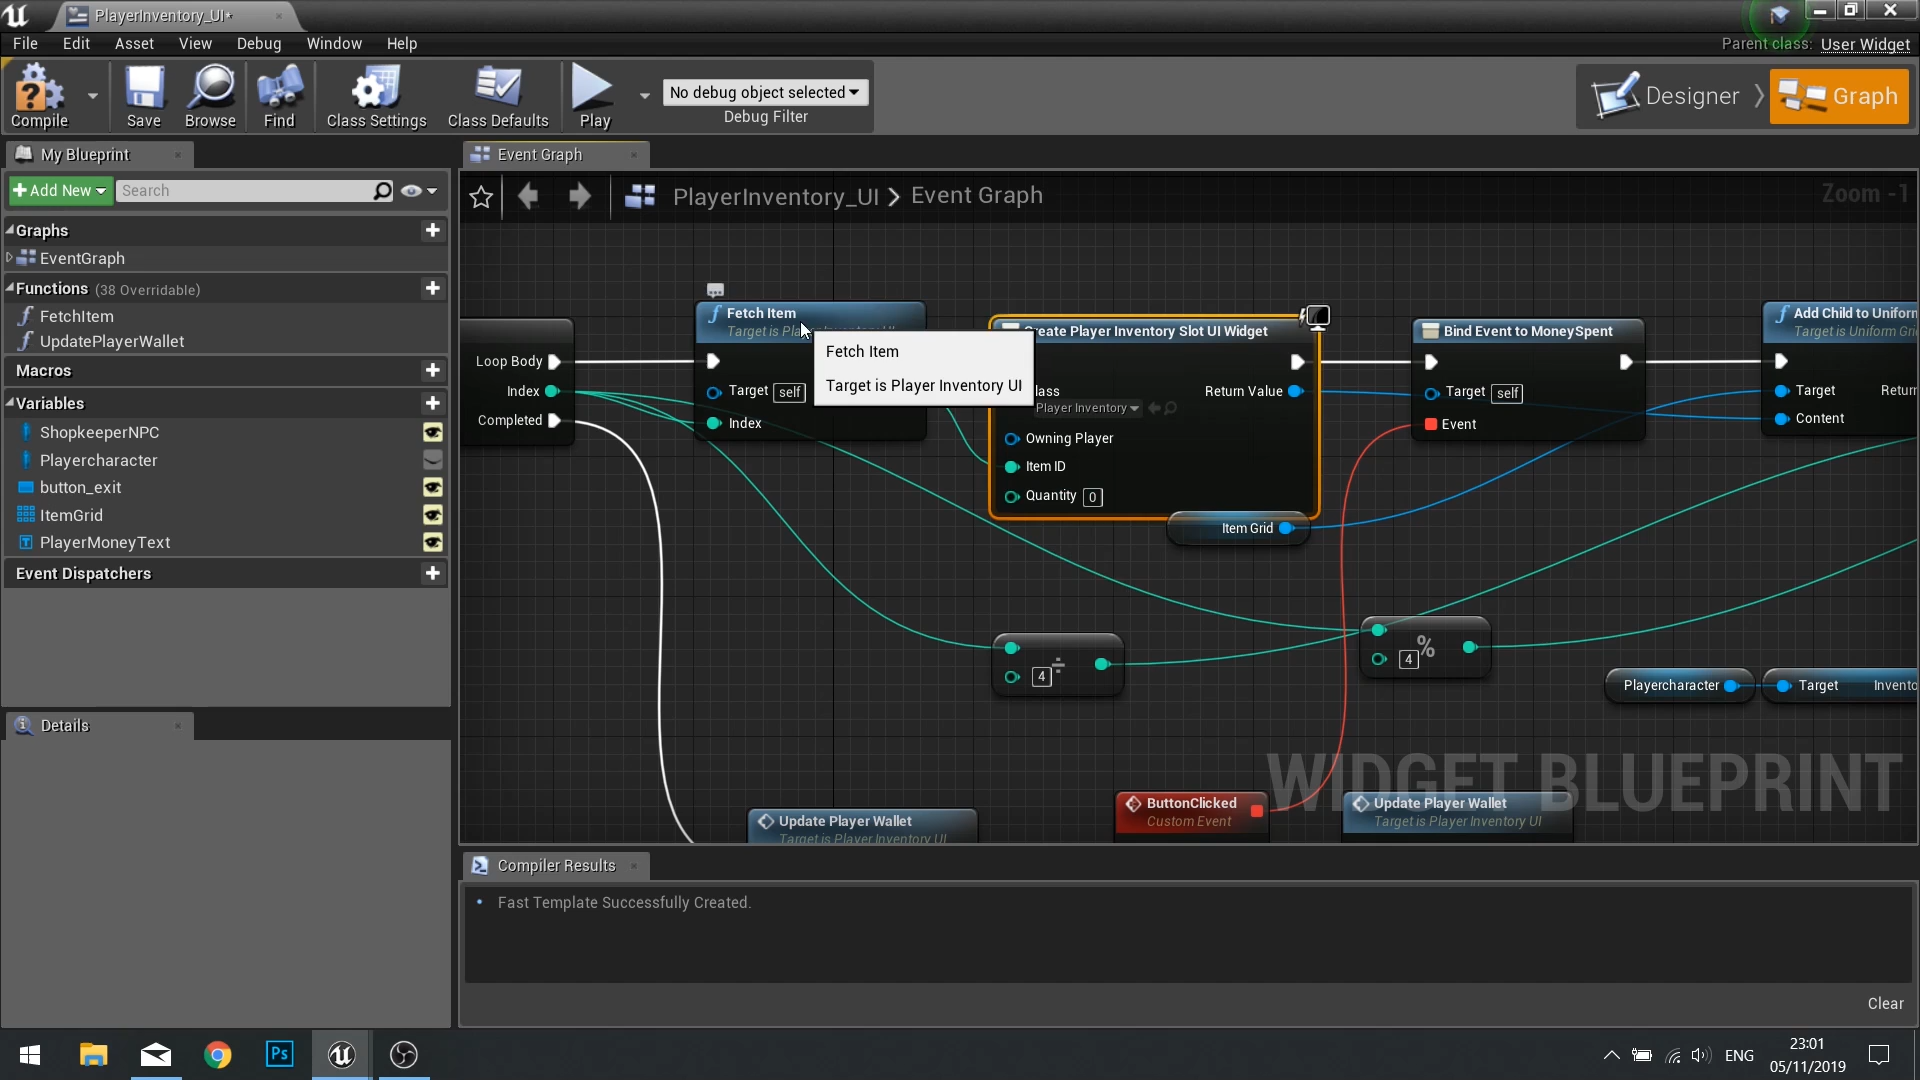 PlayerInventory_UI*
File Edit Asset View Debug Window Help
Parent class: User Widget
Compile Save Browse Find Class Settings Class Defaults Play
No debug object selected
Debug Filter
Designer Graph
My Blueprint
Event Graph
Add New Search
PlayerInventory_UI Event Graph
Zoom -1
Graphs
EventGraph
Functions (38 Overridable)
FetchItem
UpdatePlayerWallet
Macros
Variables
ShopkeeperNPC
Playercharacter
button_exit
ItemGrid
PlayerMoneyText
Event Dispatchers
Details
Loop Body
Index
Completed
Fetch Item
Target self
Index
Fetch Item
Target is Player Inventory UI
Create Player Inventory Slot UI Widget
Player Inventory
Return Value
Owning Player
Item ID
Quantity 0
Item Grid
Bind Event to MoneySpent
Target self
Event
Add Child to Uniform
Target
Content
4 ÷
4 %
Playercharacter
Target
WIDGET BLUEPRINT
Update Player Wallet
Target is Player Inventory UI
ButtonClicked
Custom Event
Update Player Wallet
Target is Player Inventory UI
Compiler Results
Fast Template Successfully Created.
Clear
Ps
ENG
23:01
05/11/2019